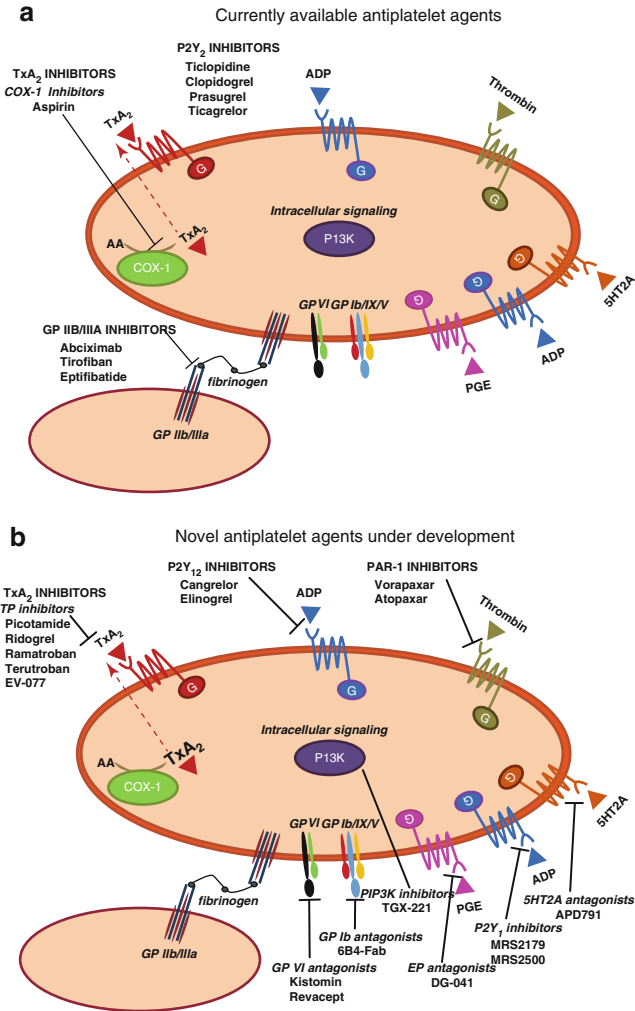 a
Currently available antiplatelet agents
P2Y2 INHIBITORS
Ticlopidine
Clopidogrel
Prasugrel
Ticagrelor
TxA2 INHIBITORS
COX-1 Inhibitors
Aspirin
ADP
Thrombin
TxA2
G
G
G
Intracellular signaling
P13K
AA
TxA2
COX-1
G
5HT2A
G
G
GP VI GP Ib/IX/V
ADP
PGE
GP IIB/IIIA INHIBITORS
Abciximab
Tirofiban
Eptifibatide
fibrinogen
GP IIb/IIIa
b
Novel antiplatelet agents under development
P2Y12 INHIBITORS
Cangrelor
Elinogrel
PAR-1 INHIBITORS
Vorapaxar
Atopaxar
TxA2 INHIBITORS
TP inhibitors
Picotamide
Ridogrel
Ramatroban
Terutroban
EV-077
ADP
Thrombin
TxA2
G
G
G
Intracellular signaling
P13K
AA
TxA2
COX-1
G
5HT2A
G
G
GP VI GP Ib/IX/V
ADP
PGE
fibrinogen
GP IIb/IIIa
PIP3K inhibitors
TGX-221
5HT2A antagonists
APD791
P2Y1 inhibitors
MRS2179
MRS2500
GP Ib antagonists
6B4-Fab
GP VI antagonists
Kistomin
Revacept
EP antagonists
DG-041